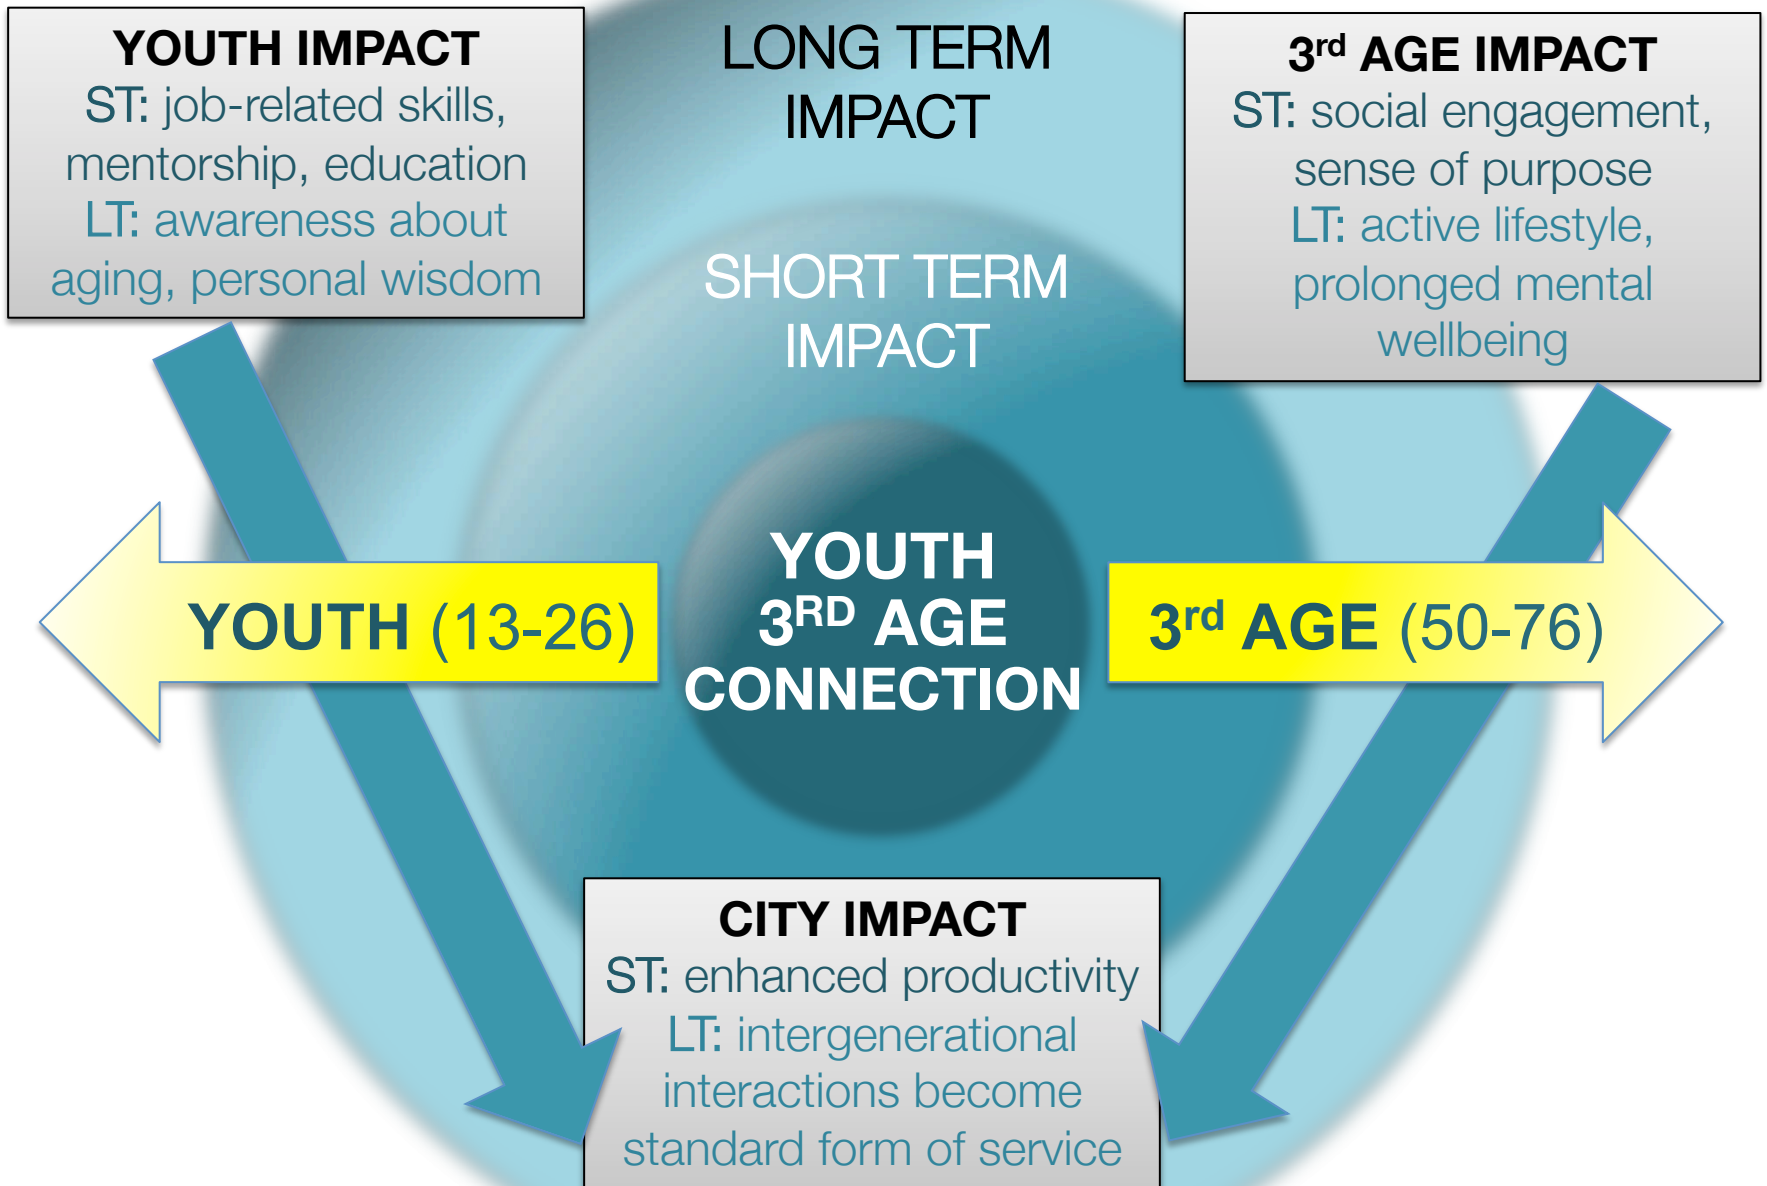 YOUTH IMPACT
ST: job-related skills,
mentorship, education
LT: awareness about
aging, personal wisdom
LONG TERM
IMPACT
3rd AGE IMPACT
ST: social engagement,
sense of purpose
LT: active lifestyle,
prolonged mental
wellbeing
SHORT TERM
IMPACT
YOUTH (13-26)
YOUTH
3RD AGE
CONNECTION
3rd AGE (50-76)
CITY IMPACT
ST: enhanced productivity
LT: intergenerational
interactions become
standard form of service